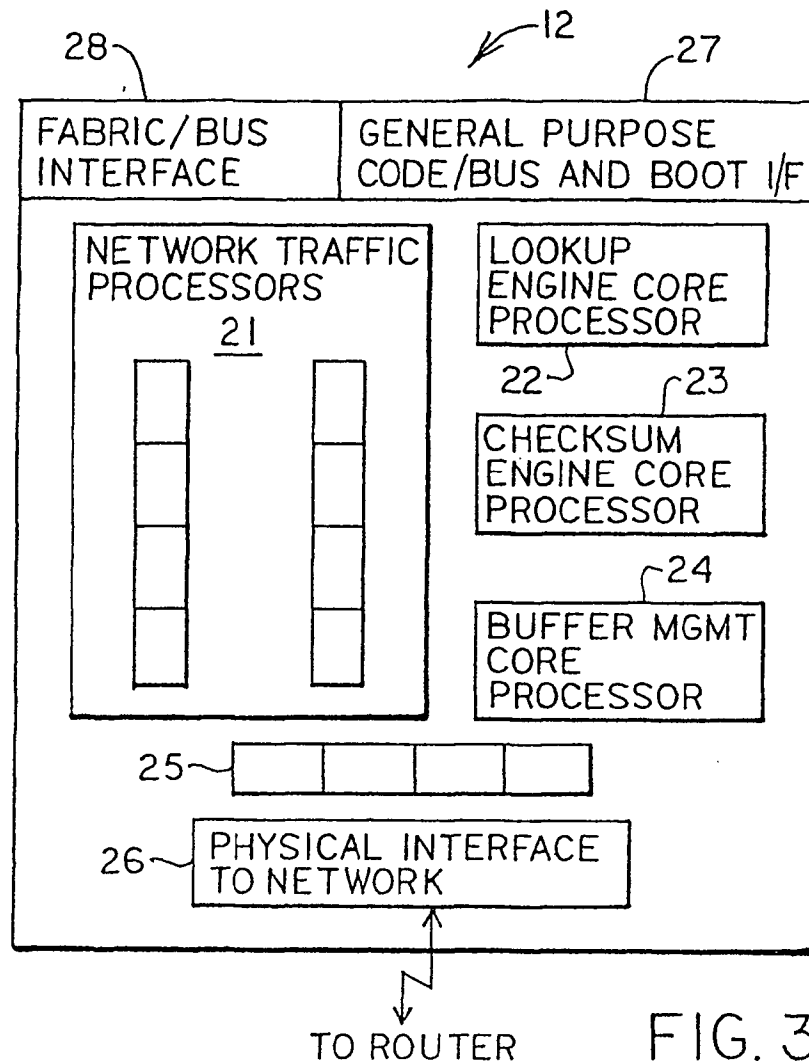 12
28
27
FABRIC/BUS
INTERFACE
GENERAL PURPOSE
CODE/BUS AND BOOT I/F
NETWORK TRAFFIC
PROCESSORS
21
LOOKUP
ENGINE CORE
PROCESSOR
22
23
CHECKSUM
ENGINE CORE
PROCESSOR
24
BUFFER MGMT
CORE
PROCESSOR
25
26
PHYSICAL INTERFACE
TO NETWORK
TO ROUTER
FIG. 3